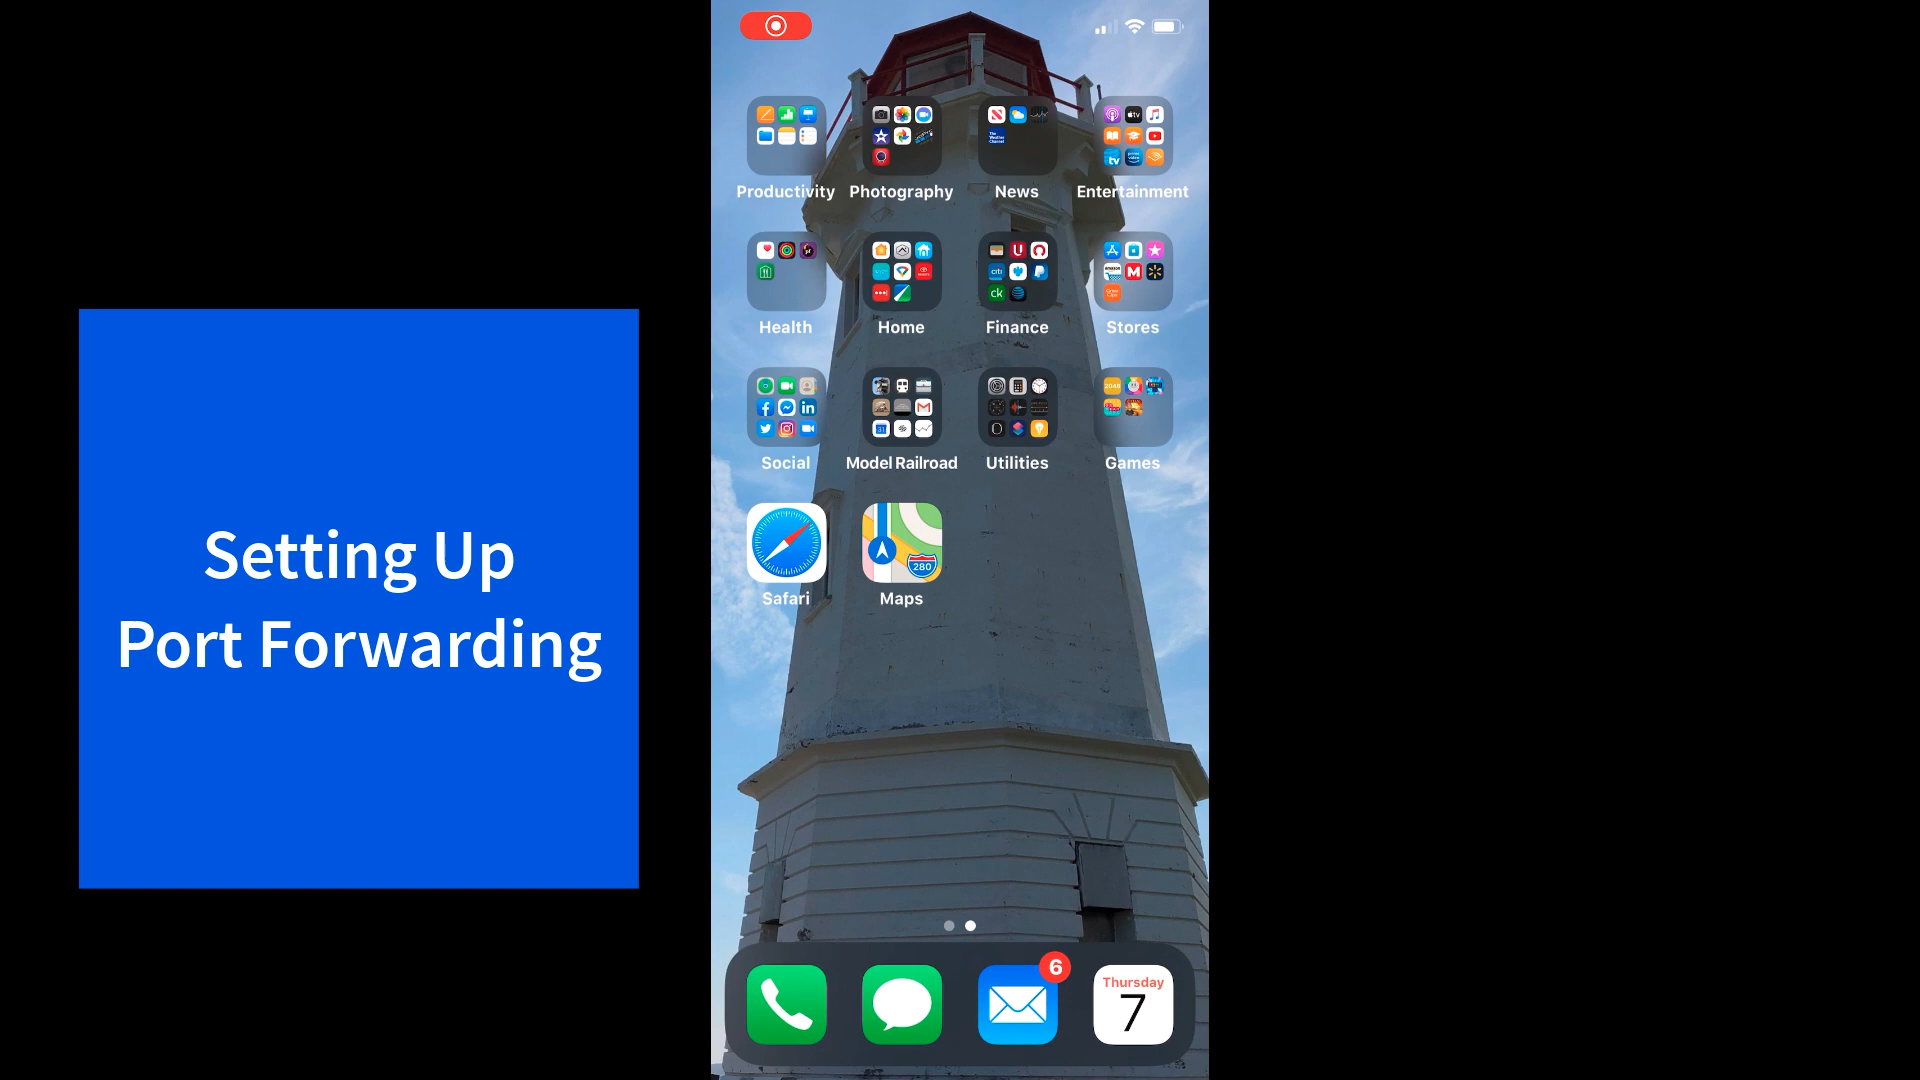 Setting Up
Port Forwarding
Productivity
Photography
News
Entertainment
Health
Home
Finance
Stores
Social
Model Railroad
Utilities
Games
280
Safari
Maps
6
Thursday
7